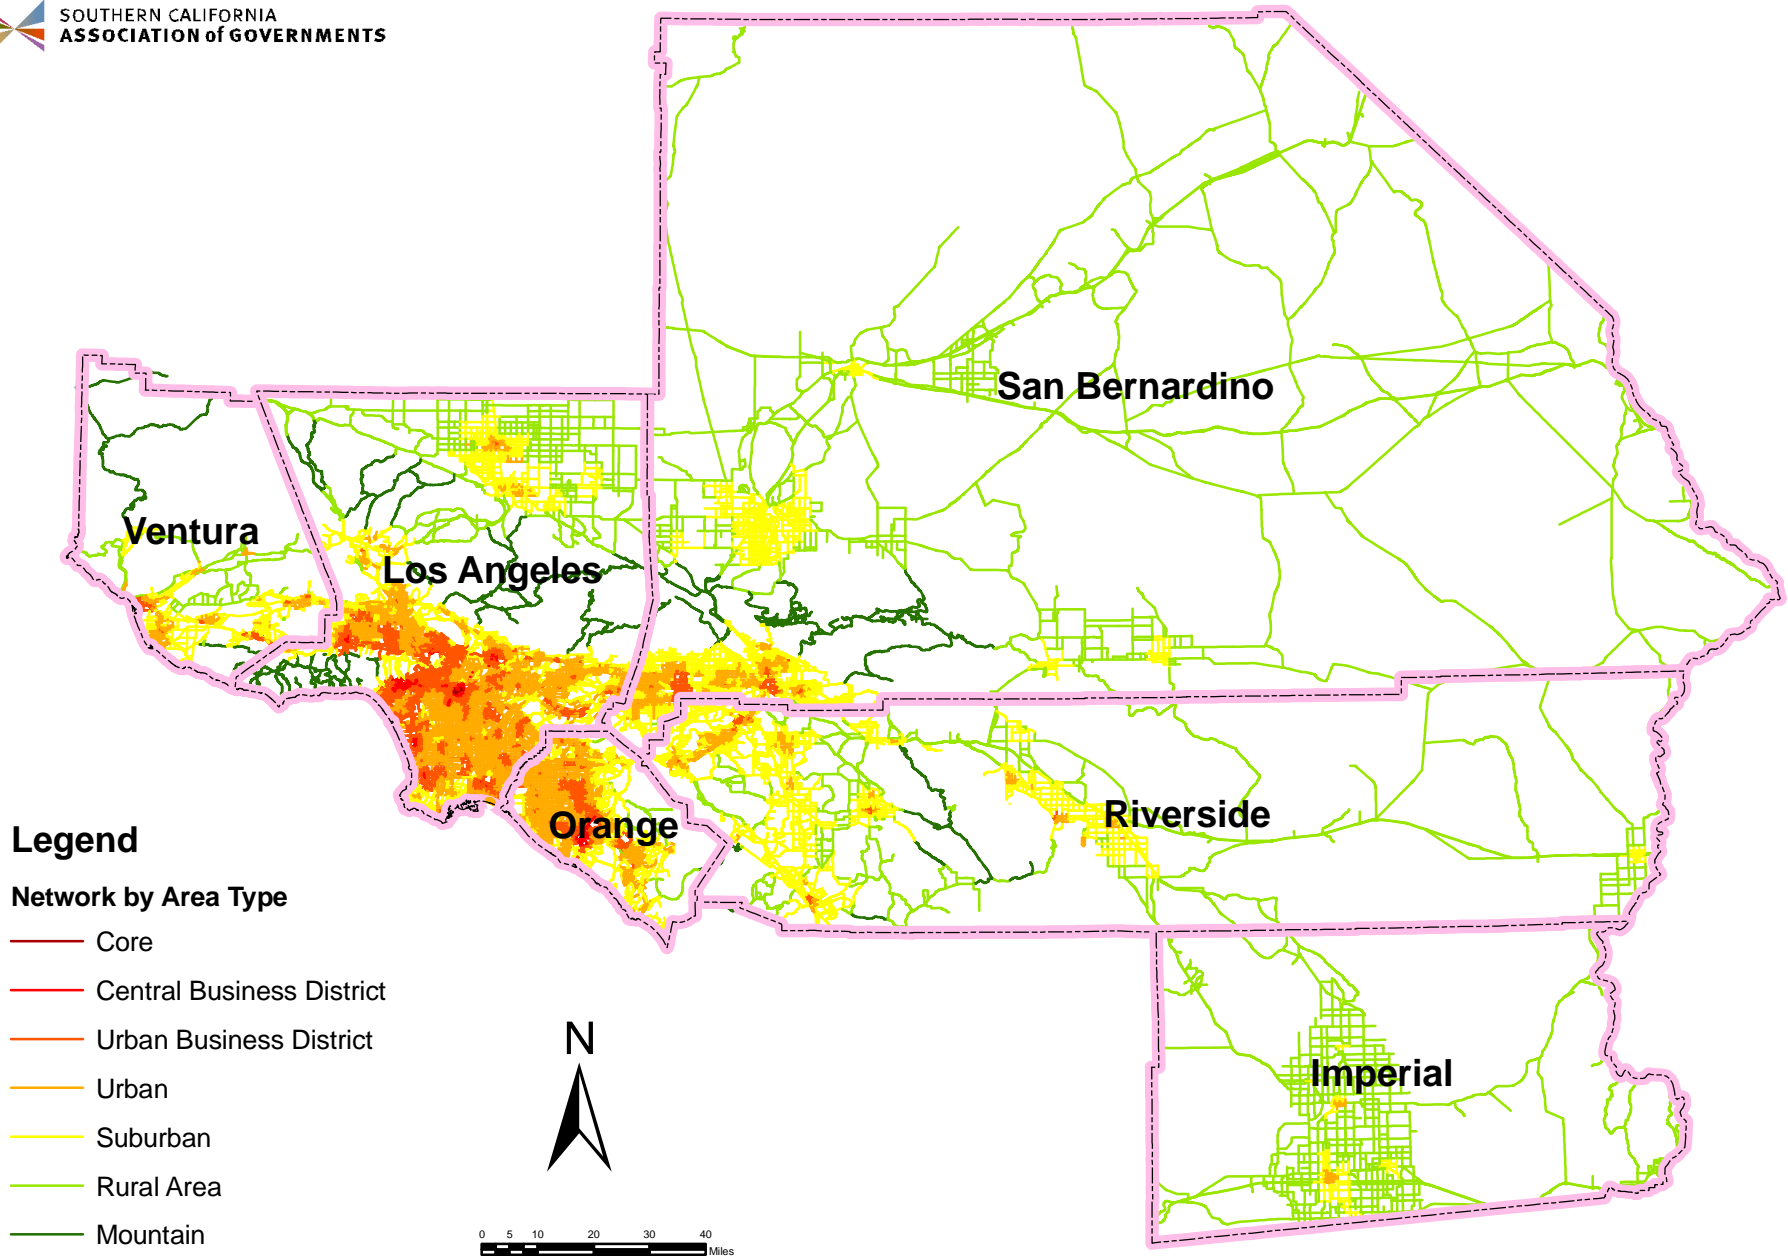 SOUTHERN CALIFORNIA
ASSOCIATION of GOVERNMENTS
San Bernardino
Ventura
Los Angeles
Orange
Riverside
Imperial
Legend
Network by Area Type
Core
Central Business District
Urban Business District
Urban
Suburban
Rural Area
Mountain
N
0 5 10 20 30 40
Miles